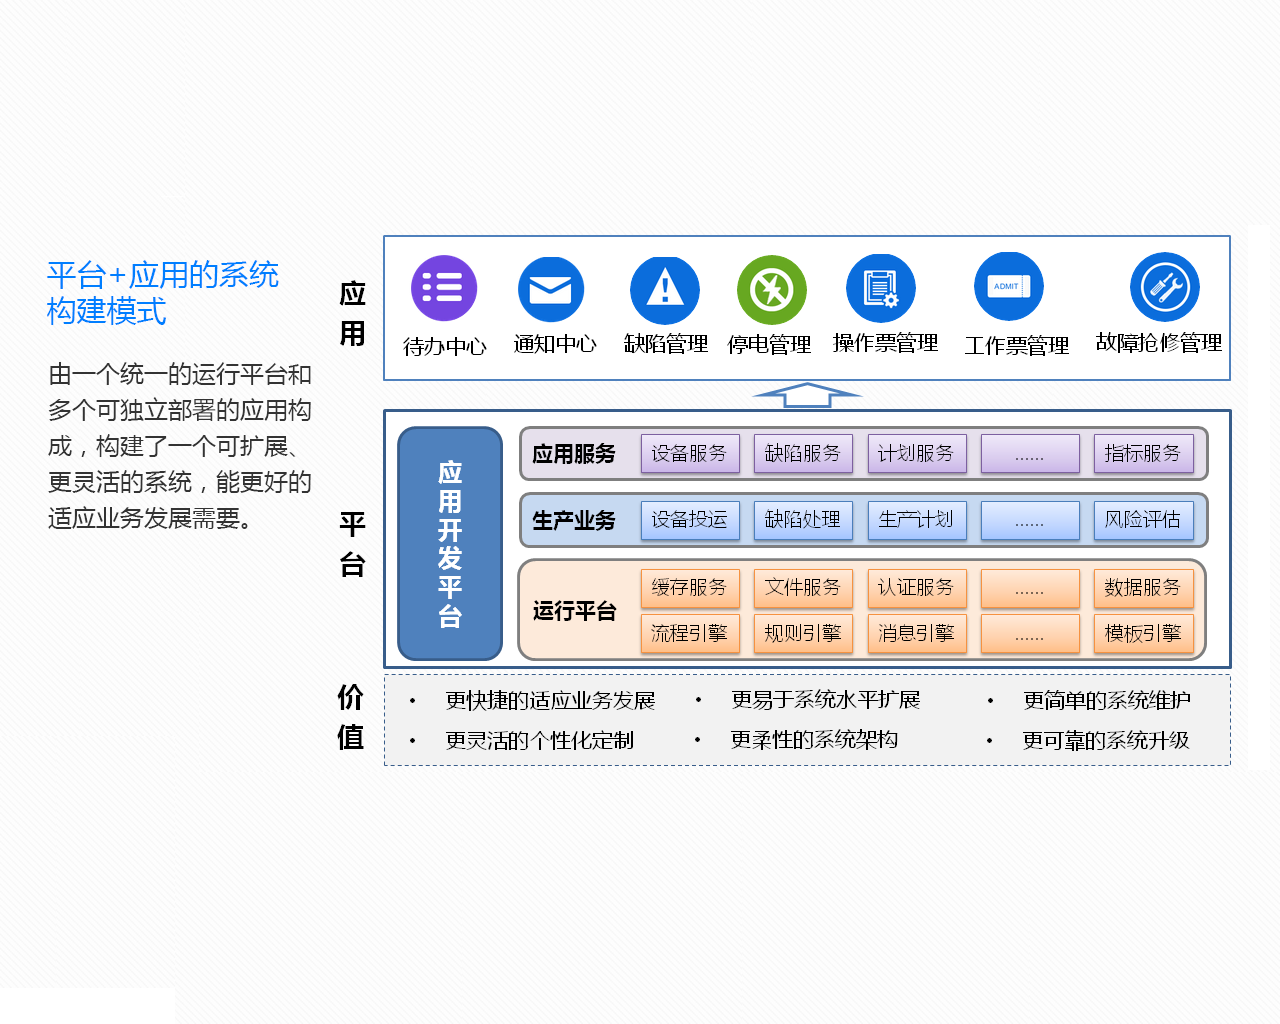 平台+应用的系统
构建模式
由一个统一的运行平台和
多个可独立部署的应用构
成，构建了一个可扩展、
更灵活的系统，能更好的
适应业务发展需要。
应
用
ADMIT
待办中心 通知中心 缺陷管理 停电管理 操作票管理 工作票管理 故障抢修管理
平
台
应
用
开
发
平
台
应用服务 设备服务 缺陷服务 计划服务 ...... 指标服务
生产业务 设备投运 缺陷处理 生产计划 ...... 风险评估
运行平台
缓存服务 文件服务 认证服务 ...... 数据服务
流程引擎 规则引擎 消息引擎 ...... 模板引擎
价
值
• 更快捷的适应业务发展 • 更易于系统水平扩展 • 更简单的系统维护
• 更灵活的个性化定制 • 更柔性的系统架构 • 更可靠的系统升级